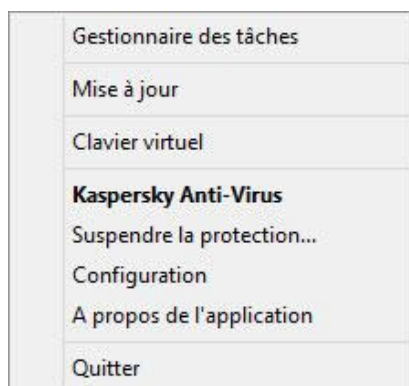 Gestionnaire des tâches
Mise à jour
Clavier virtuel
Kaspersky Anti-Virus
Suspendre la protection...
Configuration
A propos de l'application
Quitter